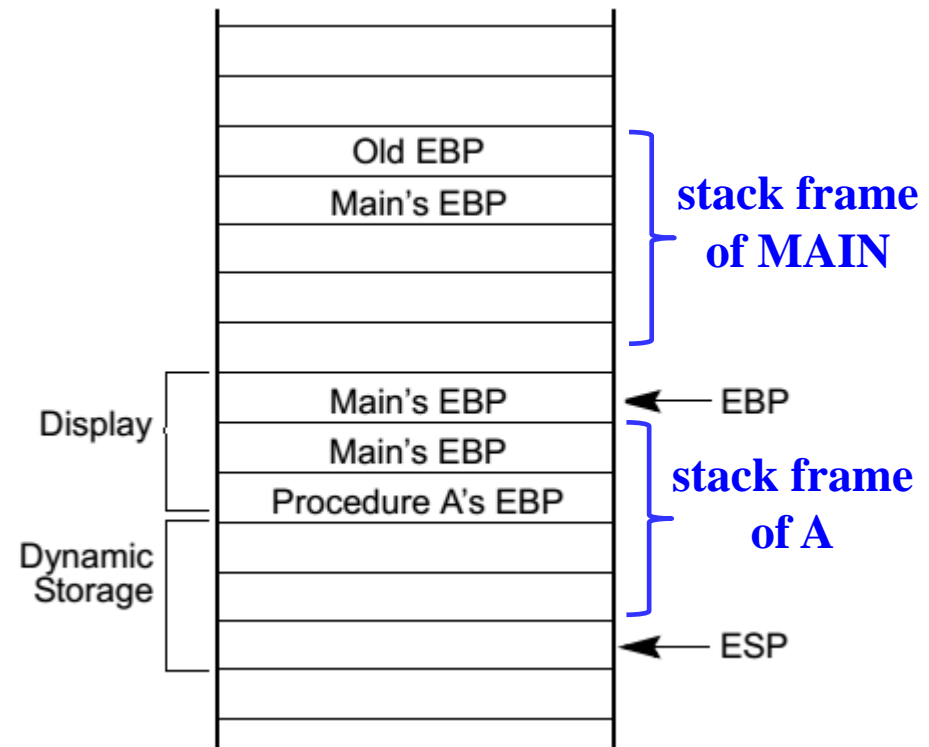 Old EBP
Main's EBP
stack frame
of MAIN
Display
Main's EBP
EBP
Main's EBP
Procedure A's EBP
stack frame
of A
Dynamic
Storage
ESP